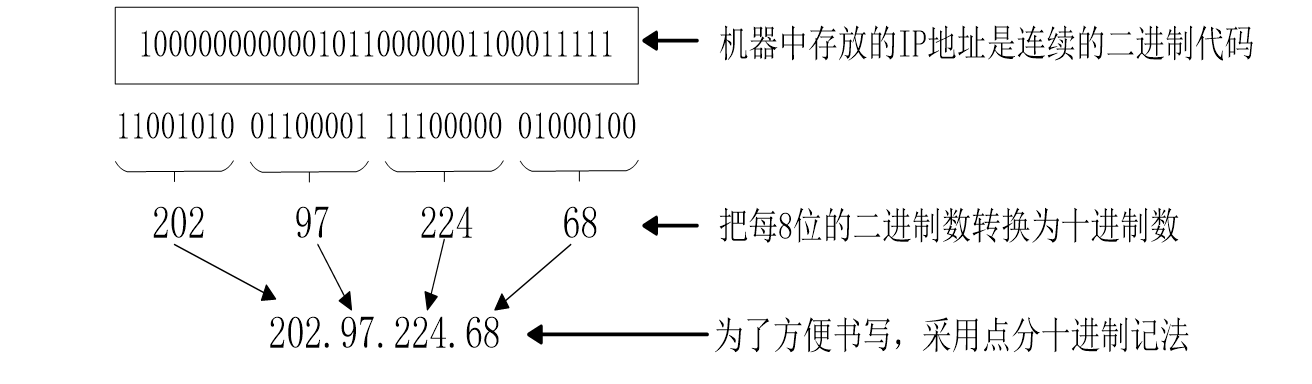 10000000000010110000001100011111 机器中存放的IP地址是连续的二进制代码
11001010 01100001 11100000 01000100
202 97 224 68 把每8位的二进制数转换为十进制数
202.97.224.68 为了方便书写，采用点分十进制记法